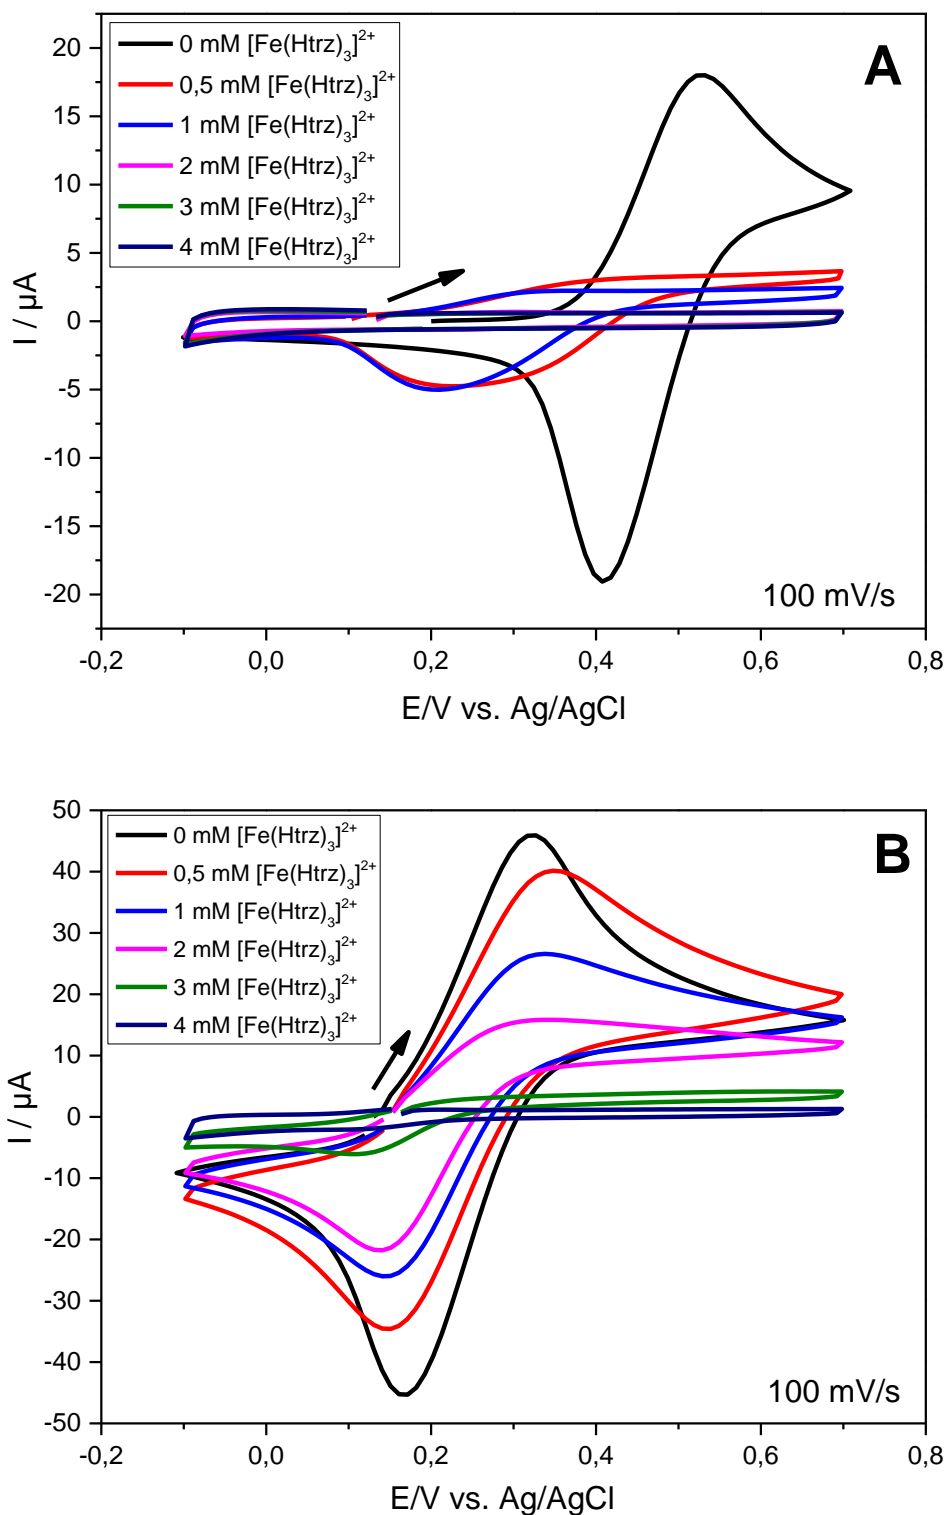 A
0 mM [Fe(Htrz)₃]²⁺
0,5 mM [Fe(Htrz)₃]²⁺
1 mM [Fe(Htrz)₃]²⁺
2 mM [Fe(Htrz)₃]²⁺
3 mM [Fe(Htrz)₃]²⁺
4 mM [Fe(Htrz)₃]²⁺
20
15
10
5
0
-5
-10
-15
-20
I / µA
100 mV/s
-0,2 0,0 0,2 0,4 0,6 0,8
E/V vs. Ag/AgCl
B
0 mM [Fe(Htrz)₃]²⁺
0,5 mM [Fe(Htrz)₃]²⁺
1 mM [Fe(Htrz)₃]²⁺
2 mM [Fe(Htrz)₃]²⁺
3 mM [Fe(Htrz)₃]²⁺
4 mM [Fe(Htrz)₃]²⁺
50
40
30
20
10
0
-10
-20
-30
-40
-50
I / µA
100 mV/s
-0,2 0,0 0,2 0,4 0,6 0,8
E/V vs. Ag/AgCl